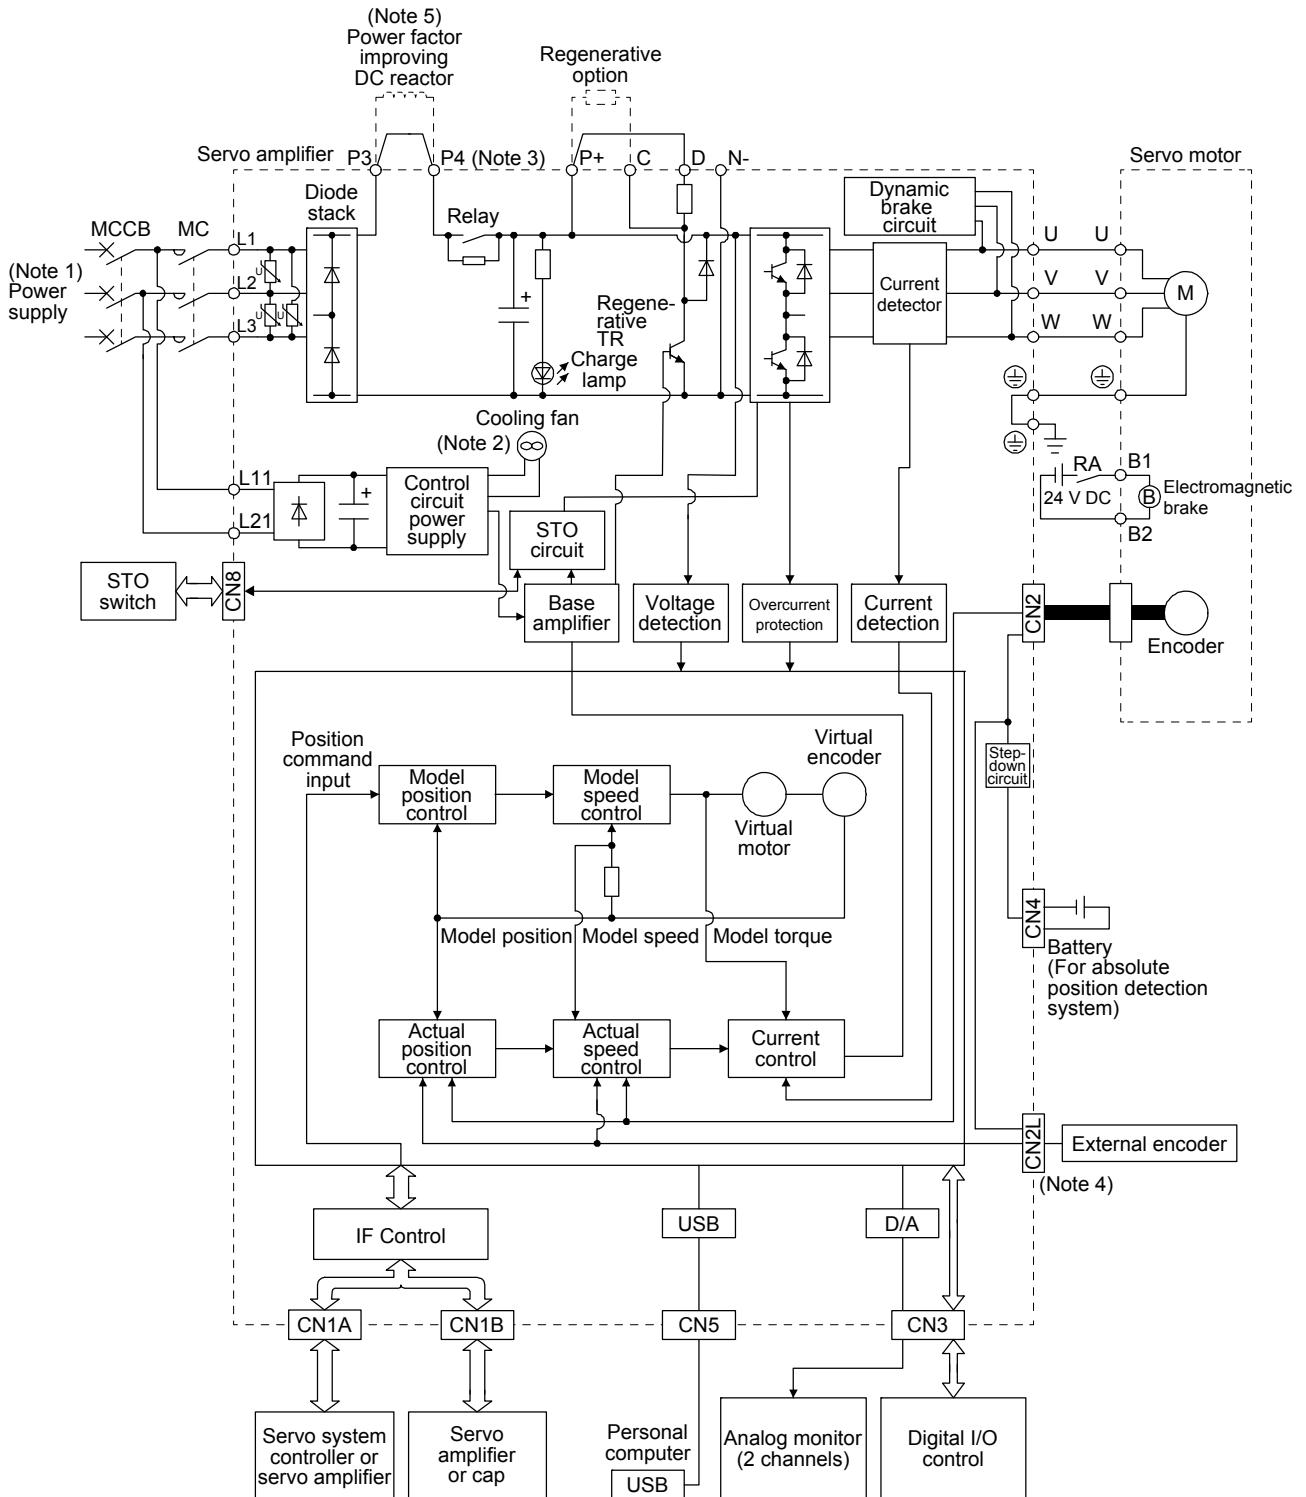 (Note 5)
Power factor
improving
DC reactor
Regenerative
option
Servo amplifier
P3
P4 (Note 3)
P+
C
D
N-
Servo motor
Diode
stack
Dynamic
brake
circuit
MCCB
MC
L1
Relay
U
U
(Note 1)
Power
supply
L2
U
+
Regene-
rative
TR
Current
detector
V
V
M
U
U
L3
Charge
lamp
W
W
Cooling fan
(Note 2)
L11
+
Control
circuit
power
supply
RA
B1
24 V DC
B
Electromagnetic
brake
L21
STO
circuit
B2
STO
switch
CN8
Base
amplifier
Voltage
detection
Overcurrent
protection
Current
detection
CN2
Encoder
Position
command
input
Virtual
encoder
Step-
down
circuit
Model
position
control
Model
speed
control
Virtual
motor
CN4
Model position
Model speed
Model torque
Battery
(For absolute
position detection
system)
Actual
position
control
Actual
speed
control
Current
control
CN2L
External encoder
(Note 4)
IF Control
USB
D/A
CN1A
CN1B
CN5
CN3
Servo system
controller or
servo amplifier
Servo
amplifier
or cap
Personal
computer
USB
Analog monitor
(2 channels)
Digital I/O
control